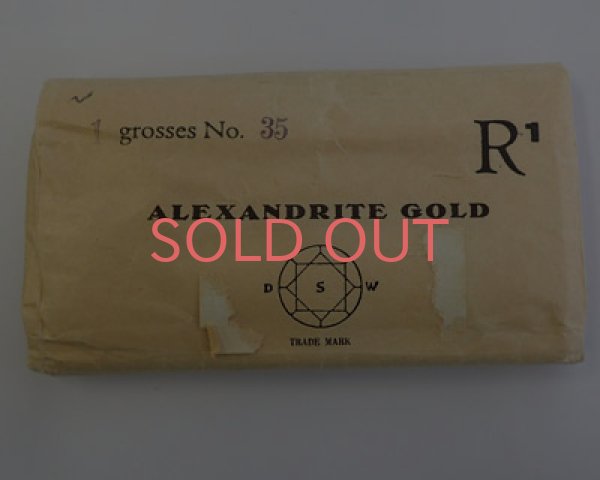 1 grosses No. 35
R¹
ALEXANDRITE GOLD
SOLD OUT
D S W
TRADE MARK